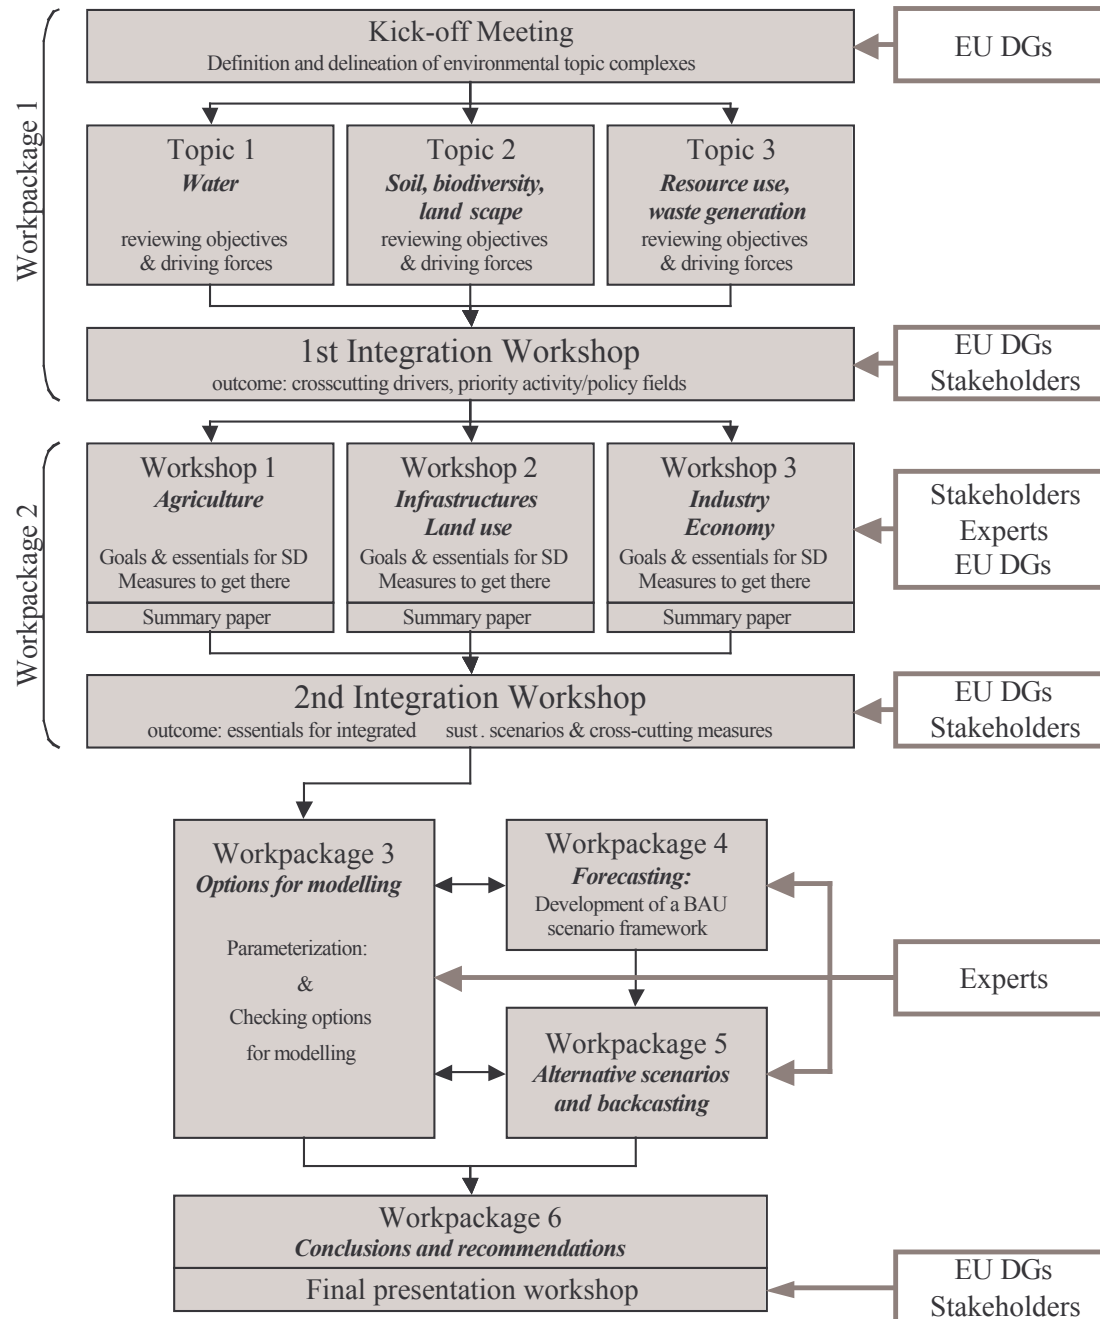 Workpackage 1
Kick-off Meeting
Definition and delineation of environmental topic complexes
EU DGs
Topic 1
Water
reviewing objectives
& driving forces
Topic 2
Soil, biodiversity,
land scape
reviewing objectives
& driving forces
Topic 3
Resource use,
waste generation
reviewing objectives
& driving forces
1st Integration Workshop
outcome: crosscutting drivers, priority activity/policy fields
EU DGs
Stakeholders
Workpackage 2
Workshop 1
Agriculture
Goals & essentials for SD
Measures to get there
Summary paper
Workshop 2
Infrastructures
Land use
Goals & essentials for SD
Measures to get there
Summary paper
Workshop 3
Industry
Economy
Goals & essentials for SD
Measures to get there
Summary paper
Stakeholders
Experts
EU DGs
2nd Integration Workshop
outcome: essentials for integrated sust. scenarios & cross-cutting measures
EU DGs
Stakeholders
Workpackage 3
Options for modelling
Parameterization:
&
Checking options
for modelling
Workpackage 4
Forecasting:
Development of a BAU
scenario framework
Experts
Workpackage 5
Alternative scenarios
and backcasting
Workpackage 6
Conclusions and recommendations
Final presentation workshop
EU DGs
Stakeholders